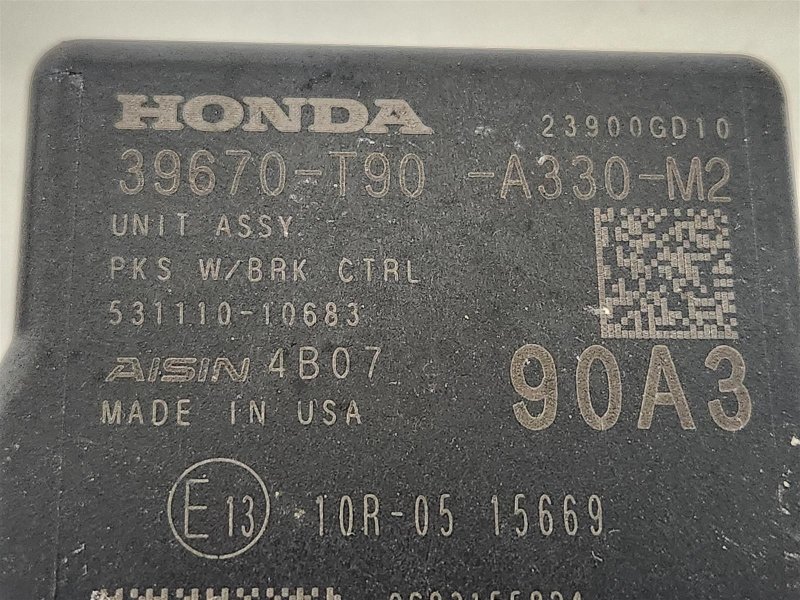 HONDA 23900GD10
39670-T90 -A330-M2
UNIT ASSY
PKS W/BRK CTRL
531110-10683
AISIN 4B07 90A3
MADE IN USA
E13 10R-05 15669